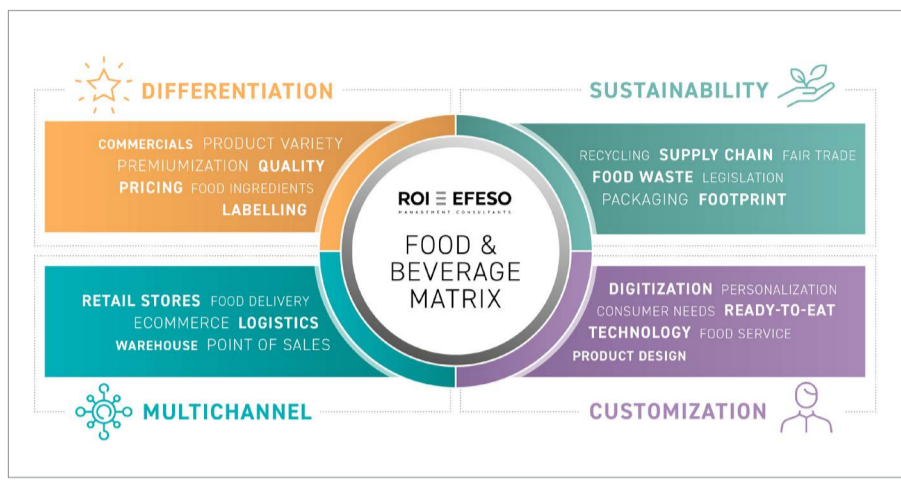 DIFFERENTIATION
COMMERCIALS PRODUCT VARIETY
PREMIUMIZATION QUALITY
PRICING FOOD INGREDIENTS
LABELLING
SUSTAINABILITY
RECYCLING SUPPLY CHAIN FAIR TRADE
FOOD WASTE LEGISLATION
PACKAGING FOOTPRINT
ROI EFESO
MANAGEMENT CONSULTANTS
FOOD &
BEVERAGE
MATRIX
RETAIL STORES FOOD DELIVERY
ECOMMERCE LOGISTICS
WAREHOUSE POINT OF SALES
MULTICHANNEL
DIGITIZATION PERSONALIZATION
CONSUMER NEEDS READY-TO-EAT
TECHNOLOGY FOOD SERVICE
PRODUCT DESIGN
CUSTOMIZATION